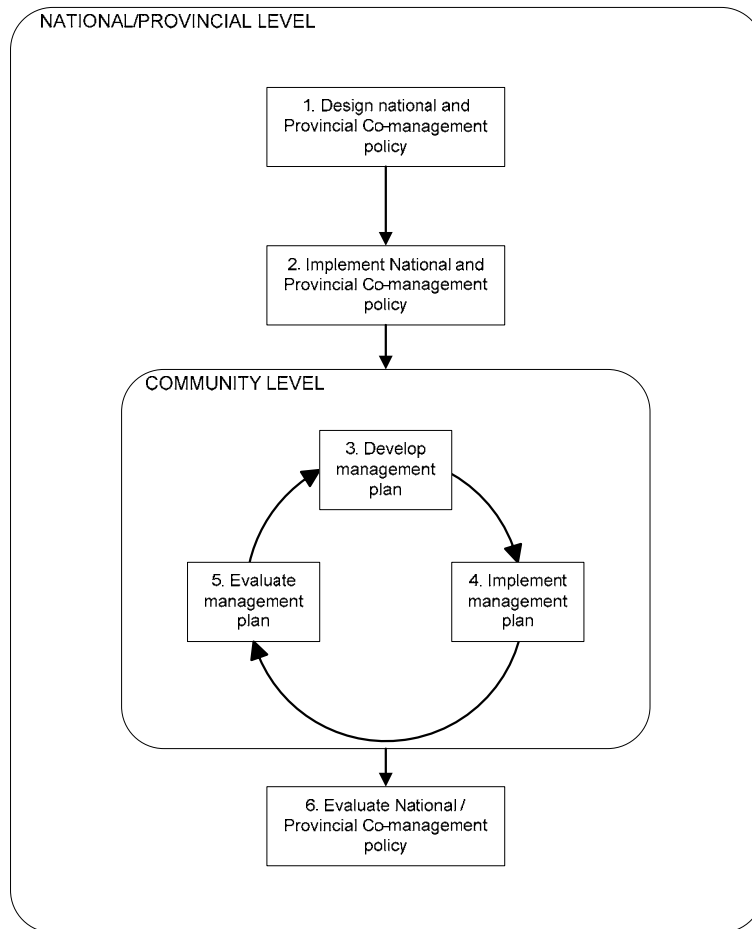 NATIONAL/PROVINCIAL LEVEL
1. Design national and
Provincial Co-management
policy
2. Implement National and
Provincial Co-management
policy
COMMUNITY LEVEL
3. Develop
management
plan
5. Evaluate
management
plan
4. Implement
management
plan
6. Evaluate National /
Provincial Co-management
policy